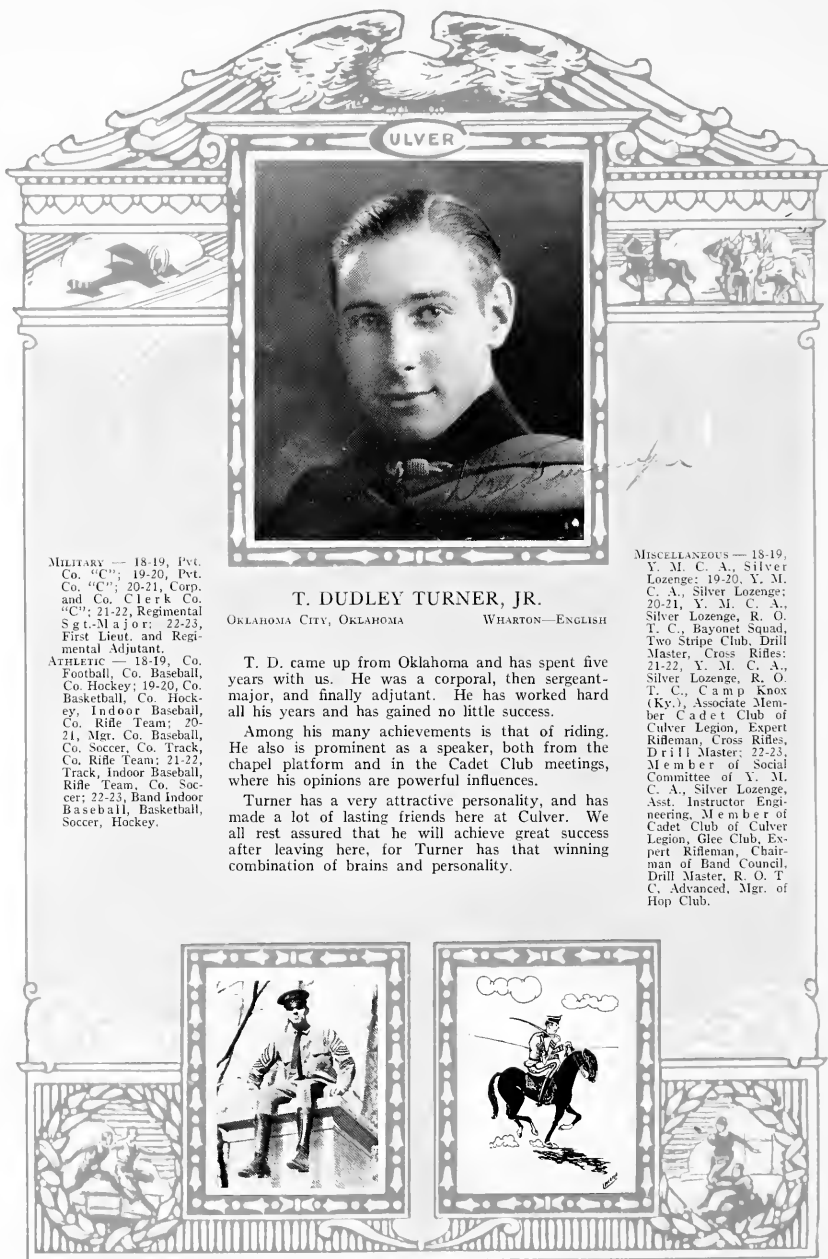 CULVER
T. DUDLEY TURNER, JR.
OKLAHOMA CITY, OKLAHOMA WHARTON—ENGLISH
MILITARY — 18-19, Pvt.
Co. "C"; 19-20, Pvt.
Co. "C"; 20-21, Corp.
and Co. Clerk Co.
"C"; 21-22, Regimental
Sgt.-Major; 22-23,
First Lieut. and Regi-
mental Adjutant.
ATHLETIC — 18-19, Co.
Football, Co. Baseball,
Co. Hockey; 19-20, Co.
Basketball, Co. Hock-
ey, Indoor Baseball,
Co. Rifle Team; 20-
21, Mgr. Co. Baseball,
Co. Soccer, Co. Track,
Co. Rifle Team; 21-22,
Track, Indoor Baseball,
Rifle Team, Co. Soc-
cer; 22-23, Band Indoor
Baseball, Basketball,
Soccer, Hockey.
T. D. came up from Oklahoma and has spent five
years with us. He was a corporal, then sergeant-
major, and finally adjutant. He has worked hard
all his years and has gained no little success.
Among his many achievements is that of riding.
He also is prominent as a speaker, both from the
chapel platform and in the Cadet Club meetings,
where his opinions are powerful influences.
Turner has a very attractive personality, and has
made a lot of lasting friends here at Culver. We
all rest assured that he will achieve great success
after leaving here, for Turner has that winning
combination of brains and personality.
MISCELLANEOUS — 18-19,
Y. M. C. A., Silver
Lozenge; 19-20, Y. M.
C. A., Silver Lozenge;
20-21, Y. M. C. A.,
Silver Lozenge, R. O.
T. C., Bayonet Squad,
Two Stripe Club, Drill
Master, Cross Rifles;
21-22, Y. M. C. A.,
Silver Lozenge, R. O.
T. C., Camp Knox
(Ky.), Associate Mem-
ber Cadet Club of
Culver Legion, Expert
Rifleman, Cross Rifles,
Drill Master; 22-23,
Member of Social
Committee of Y. M.
C. A., Silver Lozenge,
Asst. Instructor Engi-
neering, Member of
Cadet Club of Culver
Legion, Glee Club, Ex-
pert Rifleman, Chair-
man of Band Council,
Drill Master, R. O. T
C. Advanced, Mgr. of
Hop Club.